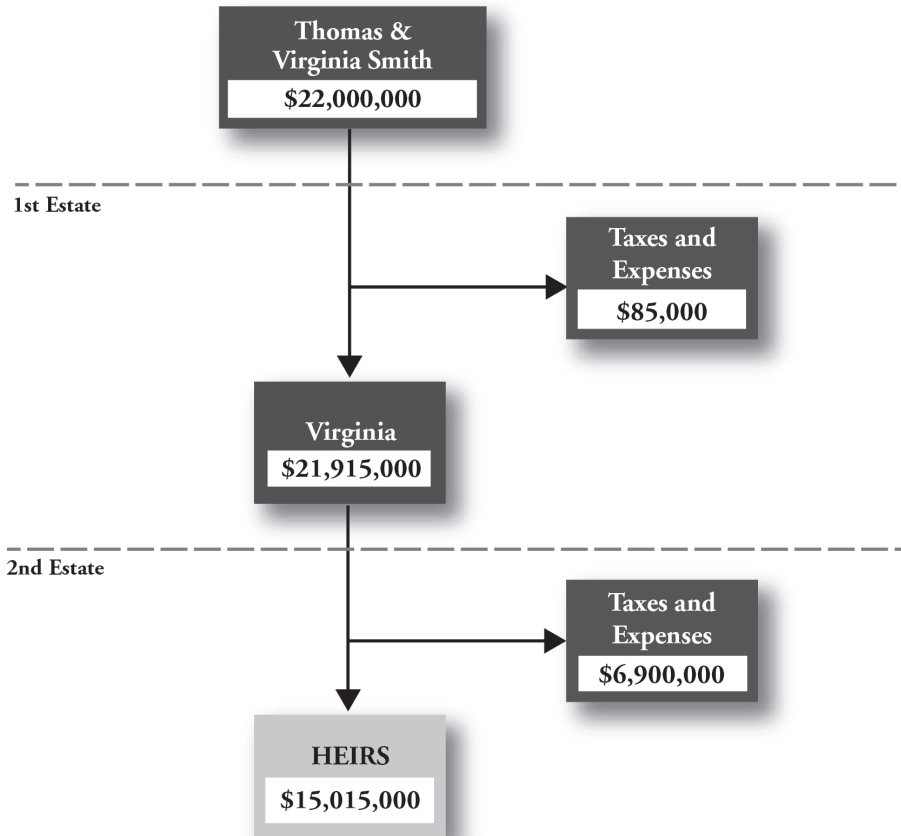 Thomas &
Virginia Smith
$22,000,000
1st Estate
Taxes and
Expenses
$85,000
Virginia
$21,915,000
2nd Estate
Taxes and
Expenses
$6,900,000
HEIRS
$15,015,000